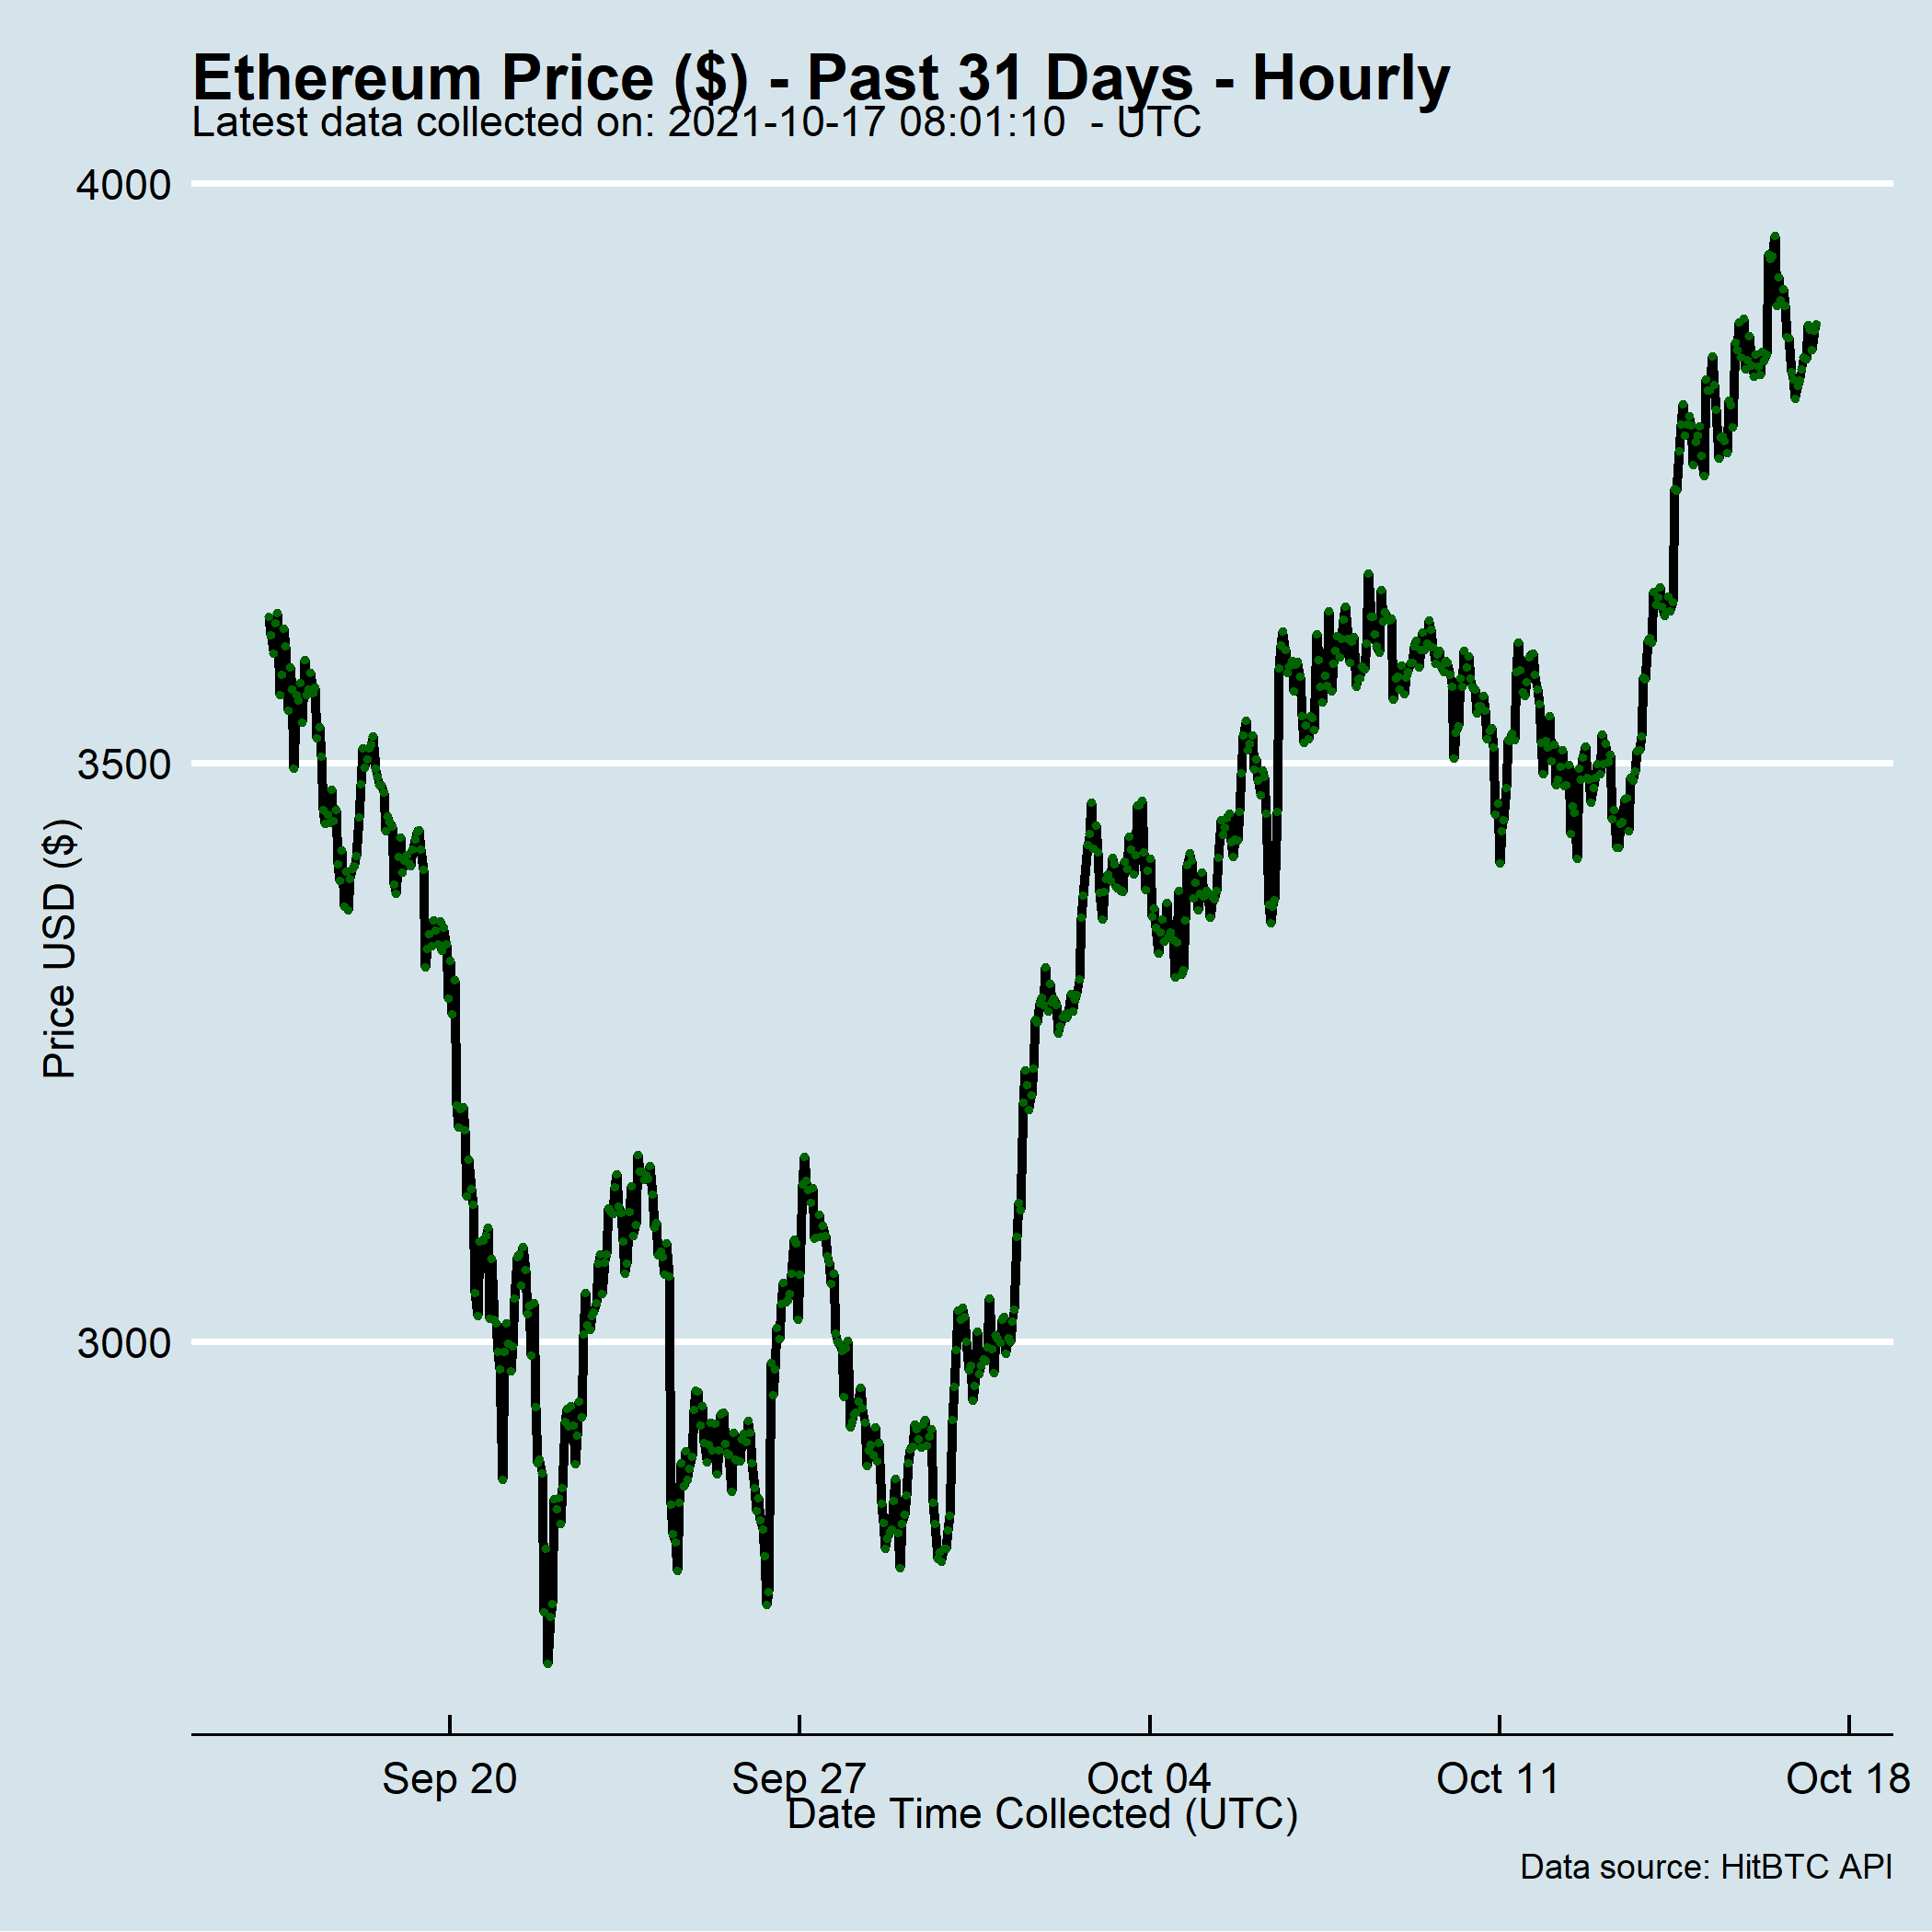 Ethereum Price ($) - Past 31 Days - Hourly
Latest data collected on: 2021-10-17 08:01:10  - UTC
4000
3500
3000
Price USD ($)
Sep 20
Sep 27
Oct 04
Oct 11
Oct 18
Date Time Collected (UTC)
Data source: HitBTC API